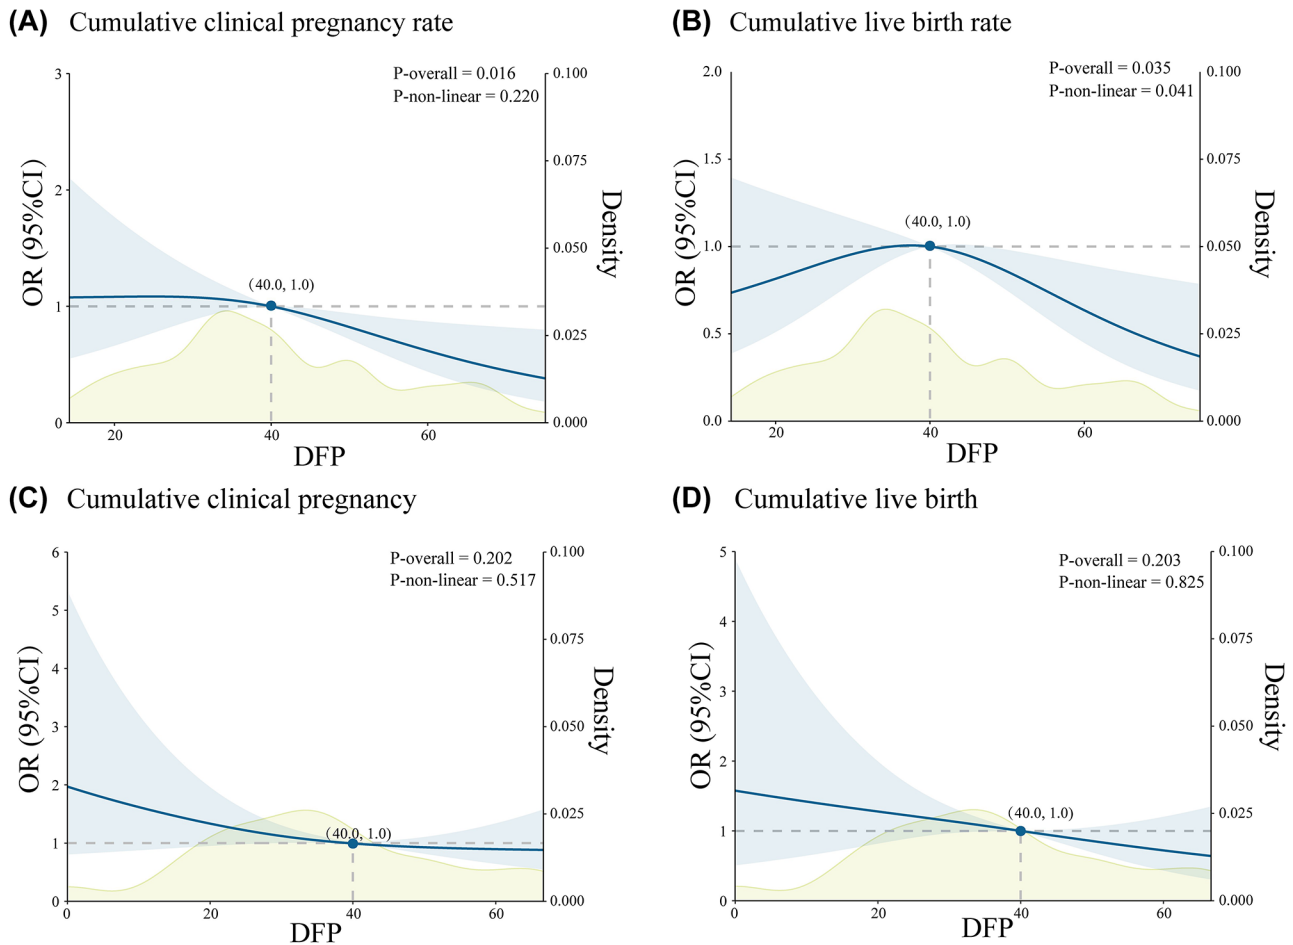 (A) Cumulative clinical pregnancy rate
P-overall = 0.016
P-non-linear = 0.220
OR (95%CI)
3
2
1
0
(40.0, 1.0)
0.100
0.075
0.050
0.025
0.000
Density
20
40
60
DFP
(B) Cumulative live birth rate
P-overall = 0.035
P-non-linear = 0.041
OR (95%CI)
2.0
1.5
1.0
0.5
0.0
(40.0, 1.0)
0.100
0.075
0.050
0.025
0.000
Density
20
40
60
DFP
(C) Cumulative clinical pregnancy
P-overall = 0.202
P-non-linear = 0.517
OR (95%CI)
6
5
4
3
2
1
0
(40.0, 1.0)
0.100
0.075
0.050
0.025
0.000
Density
0
20
40
60
DFP
(D) Cumulative live birth
P-overall = 0.203
P-non-linear = 0.825
OR (95%CI)
5
4
3
2
1
0
(40.0, 1.0)
0.100
0.075
0.050
0.025
0.000
Density
0
20
40
60
DFP